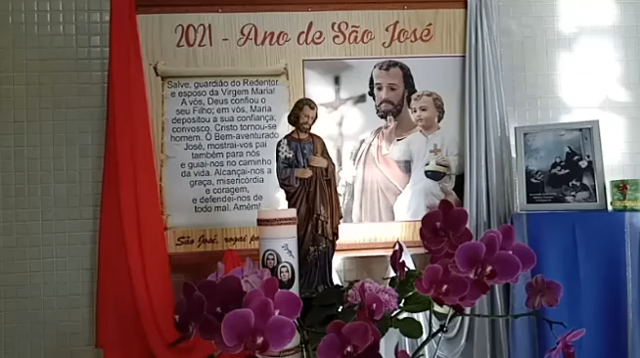 2021 - Ano de São José
Salve, guardião do Redentor
e esposo da Virgem Maria!
A vós, Deus confiou o
seu Filho; em vós, Maria
depositou a sua confiança;
convosco, Cristo tornou-se
homem. Ó Bem-aventurado
José, mostrai-vos pai
também para nós
e guiai-nos no caminho
da vida. Alcançai-nos a
graça, misericórdia
e coragem,
e defendei-nos de
todo mal. Amém!
São José, rogai